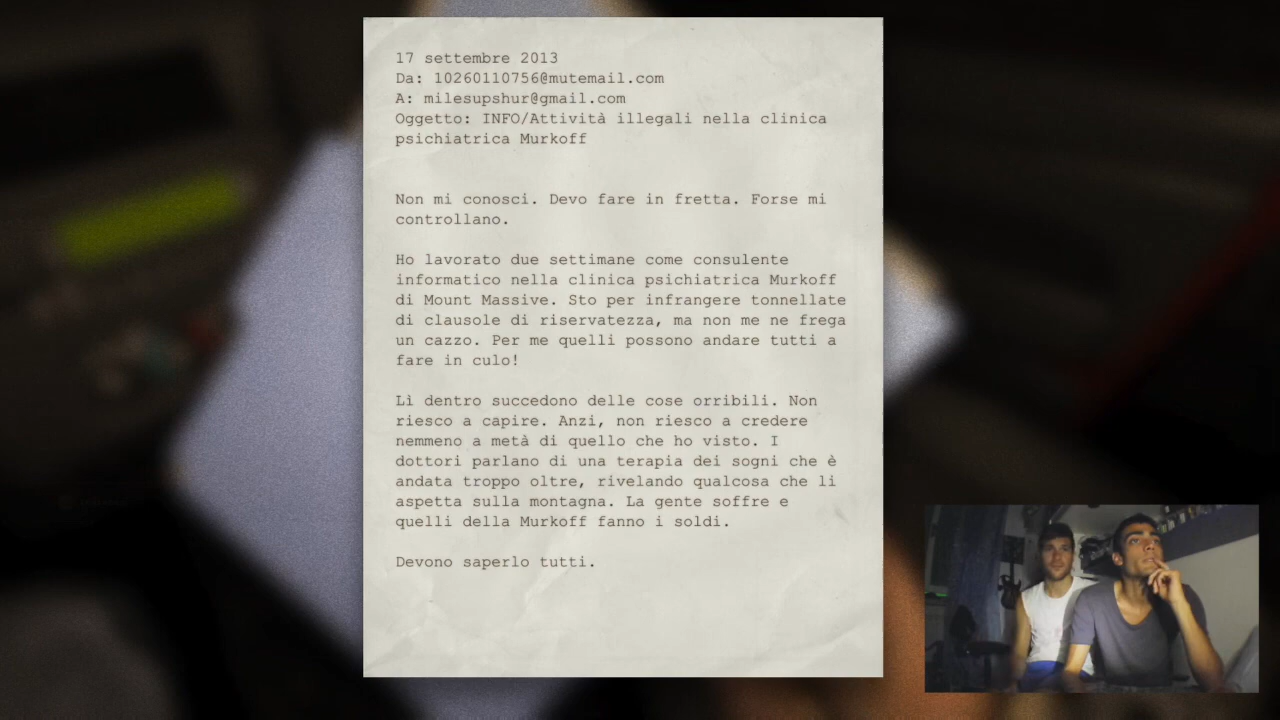 17 settembre 2013
Da: 10260110756@mutemail.com
A: milesupshur@gmail.com
Oggetto: INFO/Attività illegali nella clinica
psichiatrica Murkoff
Non mi conosci. Devo fare in fretta. Forse mi
controllano.
Ho lavorato due settimane come consulente
informatico nella clinica psichiatrica Murkoff
di Mount Massive. Sto per infrangere tonnellate
di clausole di riservatezza, ma non me ne frega
un cazzo. Per me quelli possono andare tutti a
fare in culo!
Lì dentro succedono delle cose orribili. Non
riesco a capire. Anzi, non riesco a credere
nemmeno a metà di quello che ho visto. I
dottori parlano di una terapia dei sogni che è
andata troppo oltre, rivelando qualcosa che li
aspetta sulla montagna. La gente soffre e
quelli della Murkoff fanno i soldi.
Devono saperlo tutti.